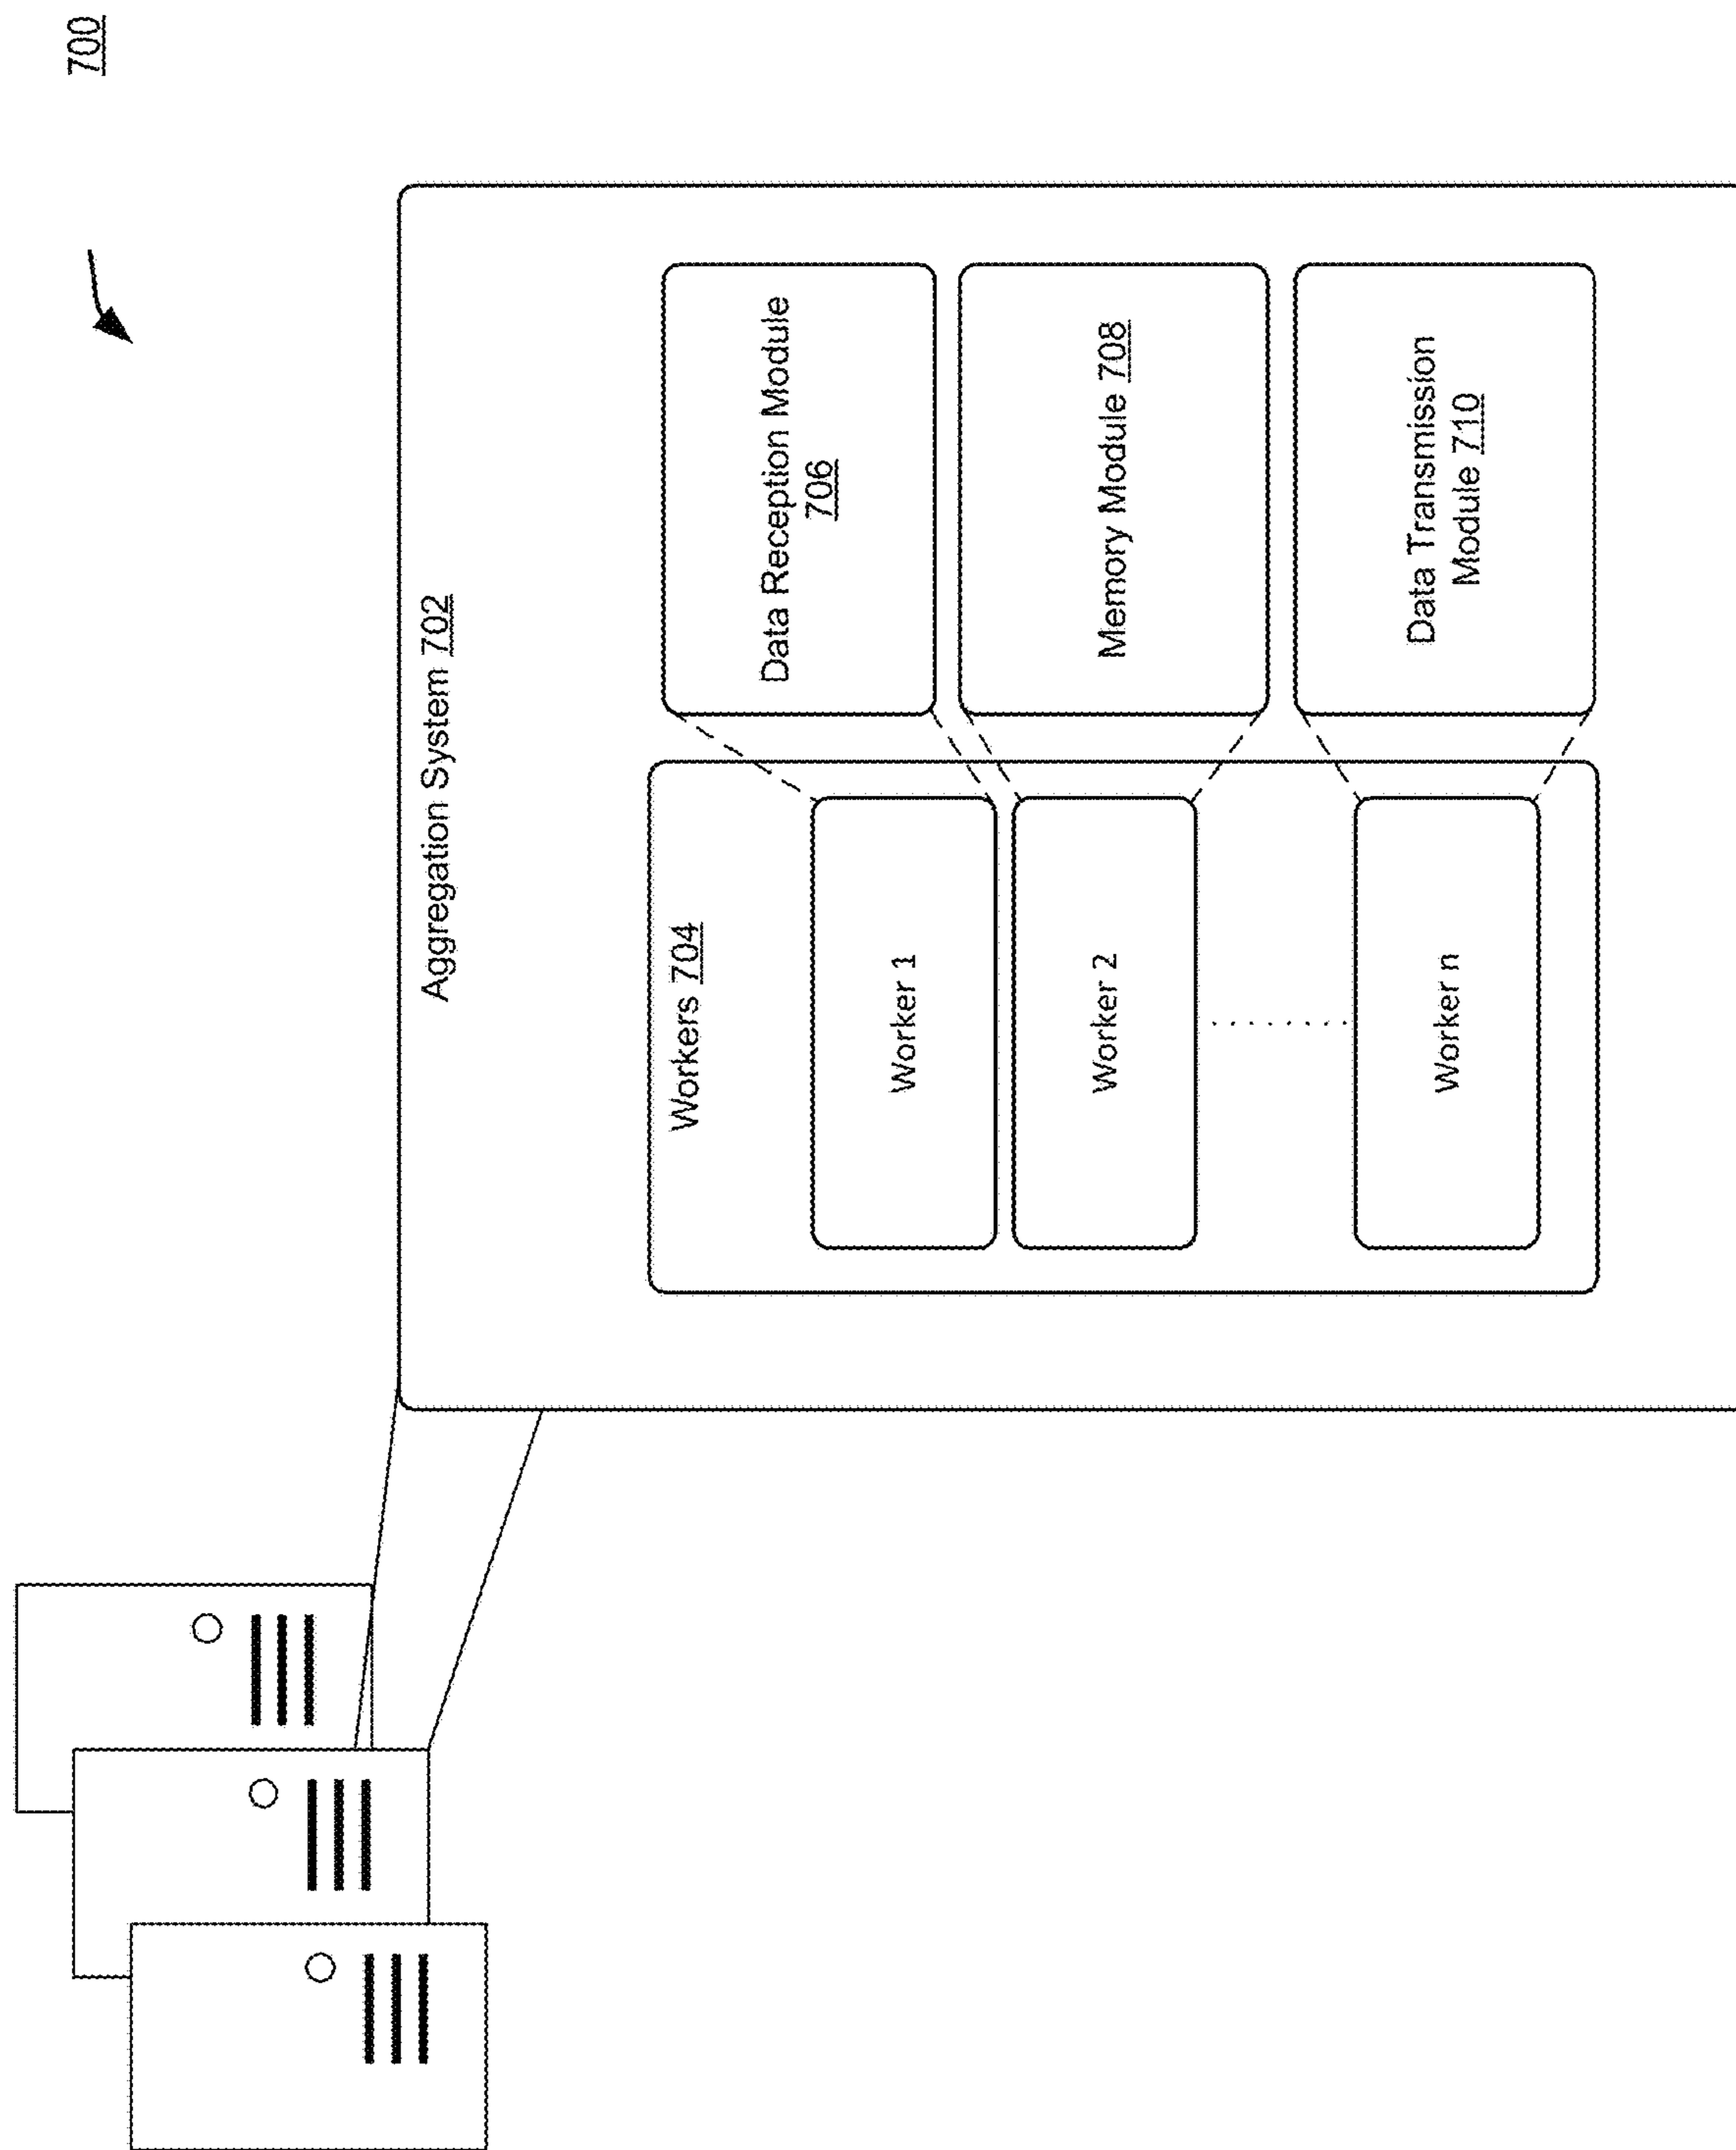 700
Aggregation System 702
Workers 704
Worker 1
Worker 2
Worker n
Data Reception Module
706
Memory Module 708
Data Transmission
Module 710